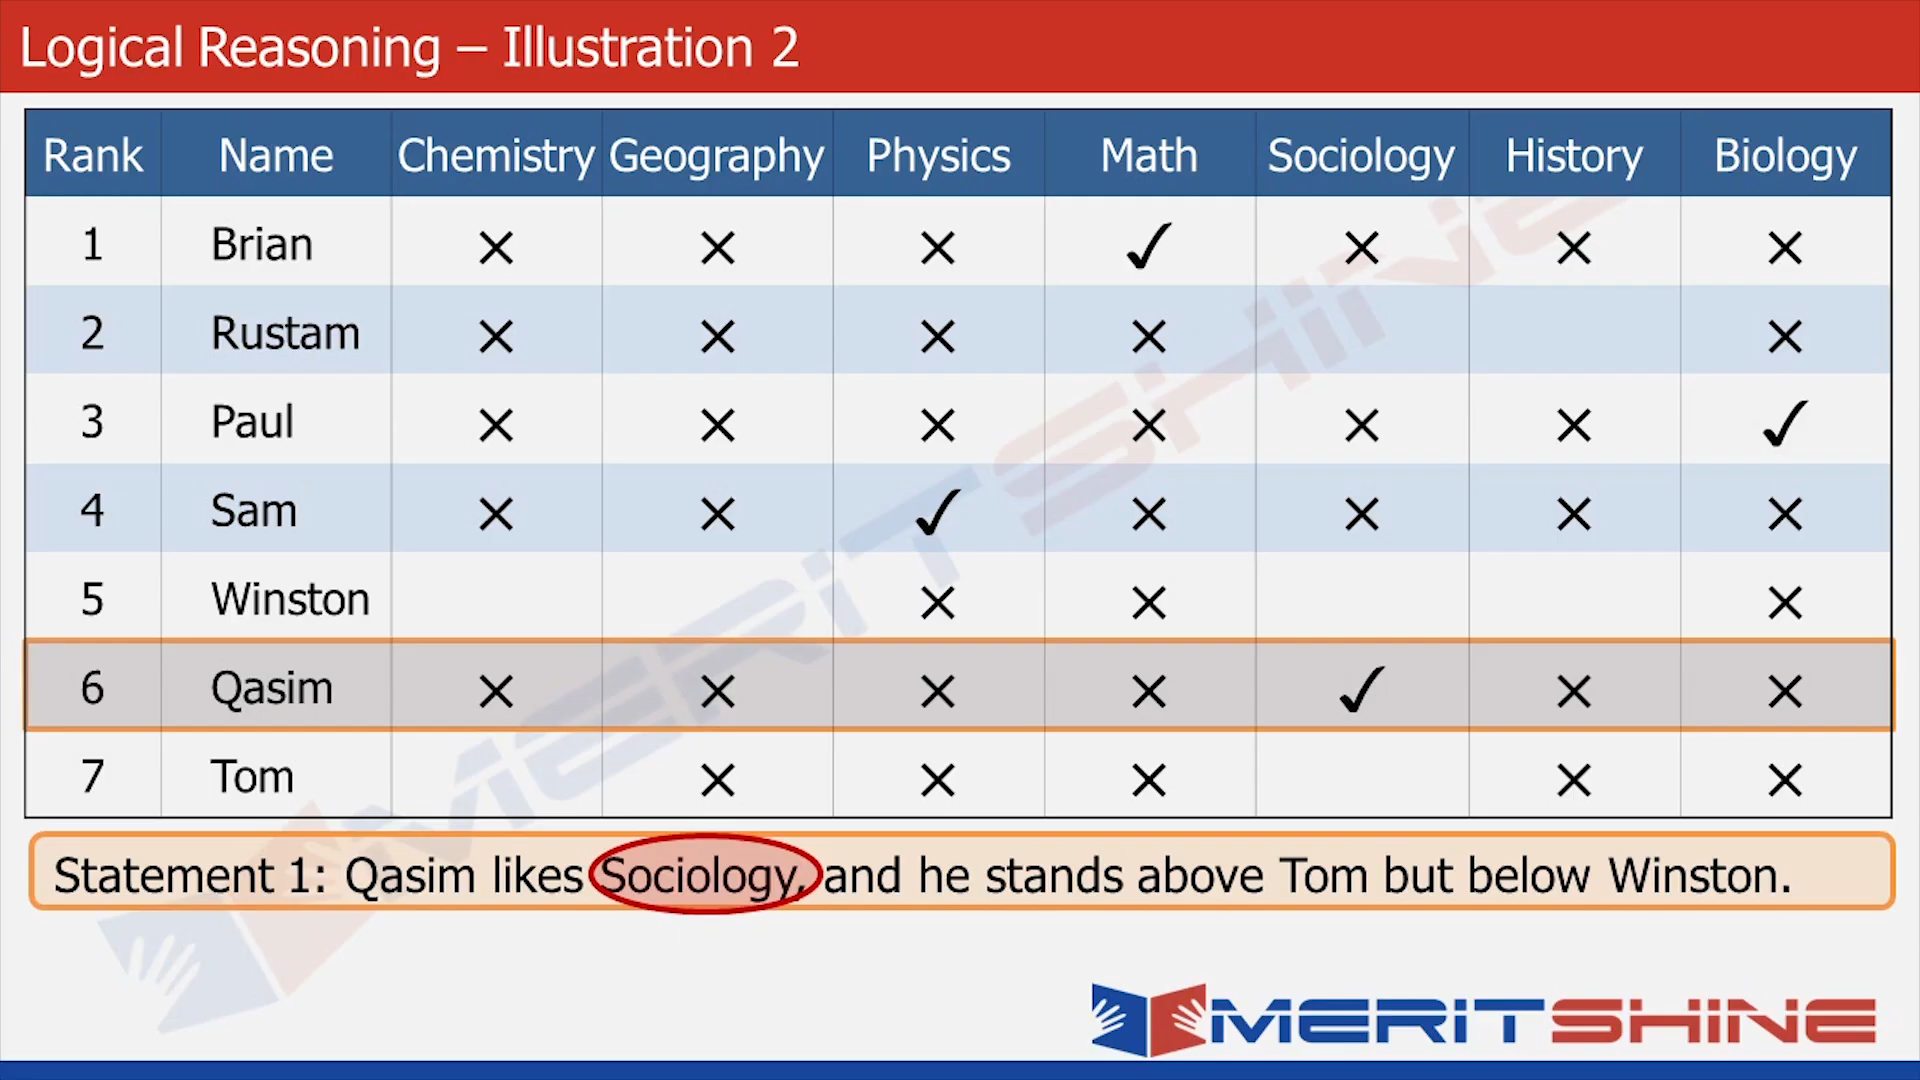 Logical Reasoning – Illustration 2
Rank Name Chemistry Geography Physics Math Sociology History Biology
1 Brian ✕ ✕ ✕ ✓ ✕ ✕ ✕
2 Rustam ✕ ✕ ✕ ✕ ✕
3 Paul ✕ ✕ ✕ ✕ ✕ ✕ ✓
4 Sam ✕ ✕ ✓ ✕ ✕ ✕ ✕
5 Winston ✕ ✕ ✕
6 Qasim ✕ ✕ ✕ ✕ ✓ ✕ ✕
7 Tom ✕ ✕ ✕ ✕ ✕
Statement 1: Qasim likes Sociology, and he stands above Tom but below Winston.
MERiTSHiNE
MERiTSHiNE